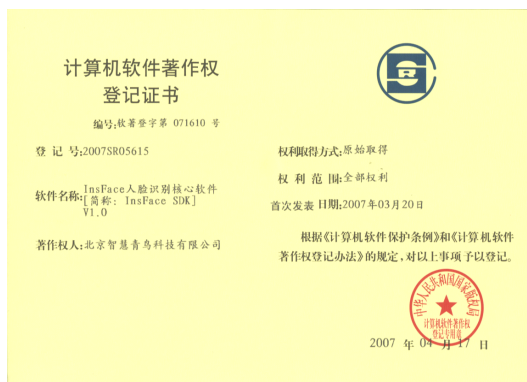 计算机软件著作权
登记证书
编号:软著登字第 071610 号
登 记 号:2007SR05615
软件名称:InsFace人脸识别核心软件
[简称: InsFace SDK]
V1.0
著作权人:北京智慧青鸟科技有限公司
权利取得方式:原始取得
权 利 范 围:全部权利
首次发表日期:2007年03月20日
根据《计算机软件保护条例》和《计算机软件
著作权登记办法》的规定,对以上事项予以登记。
中华人民共和国国家版权局
计算机软件著作权
登记专用章
2007 年 04 月 17 日